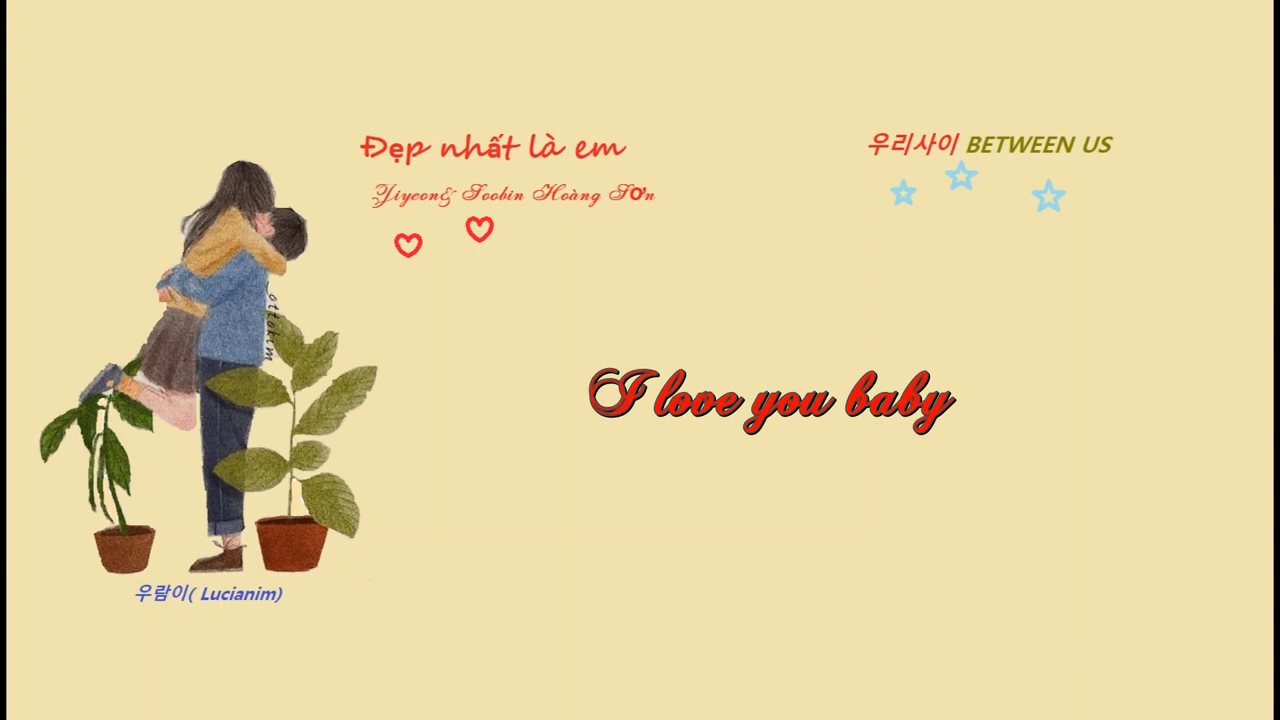 Đẹp nhất là em
우리사이 BETWEEN US
Yiyeon& Soobin Hoàng Sơn
ottokim
I love you baby
우람이( Lucianim)